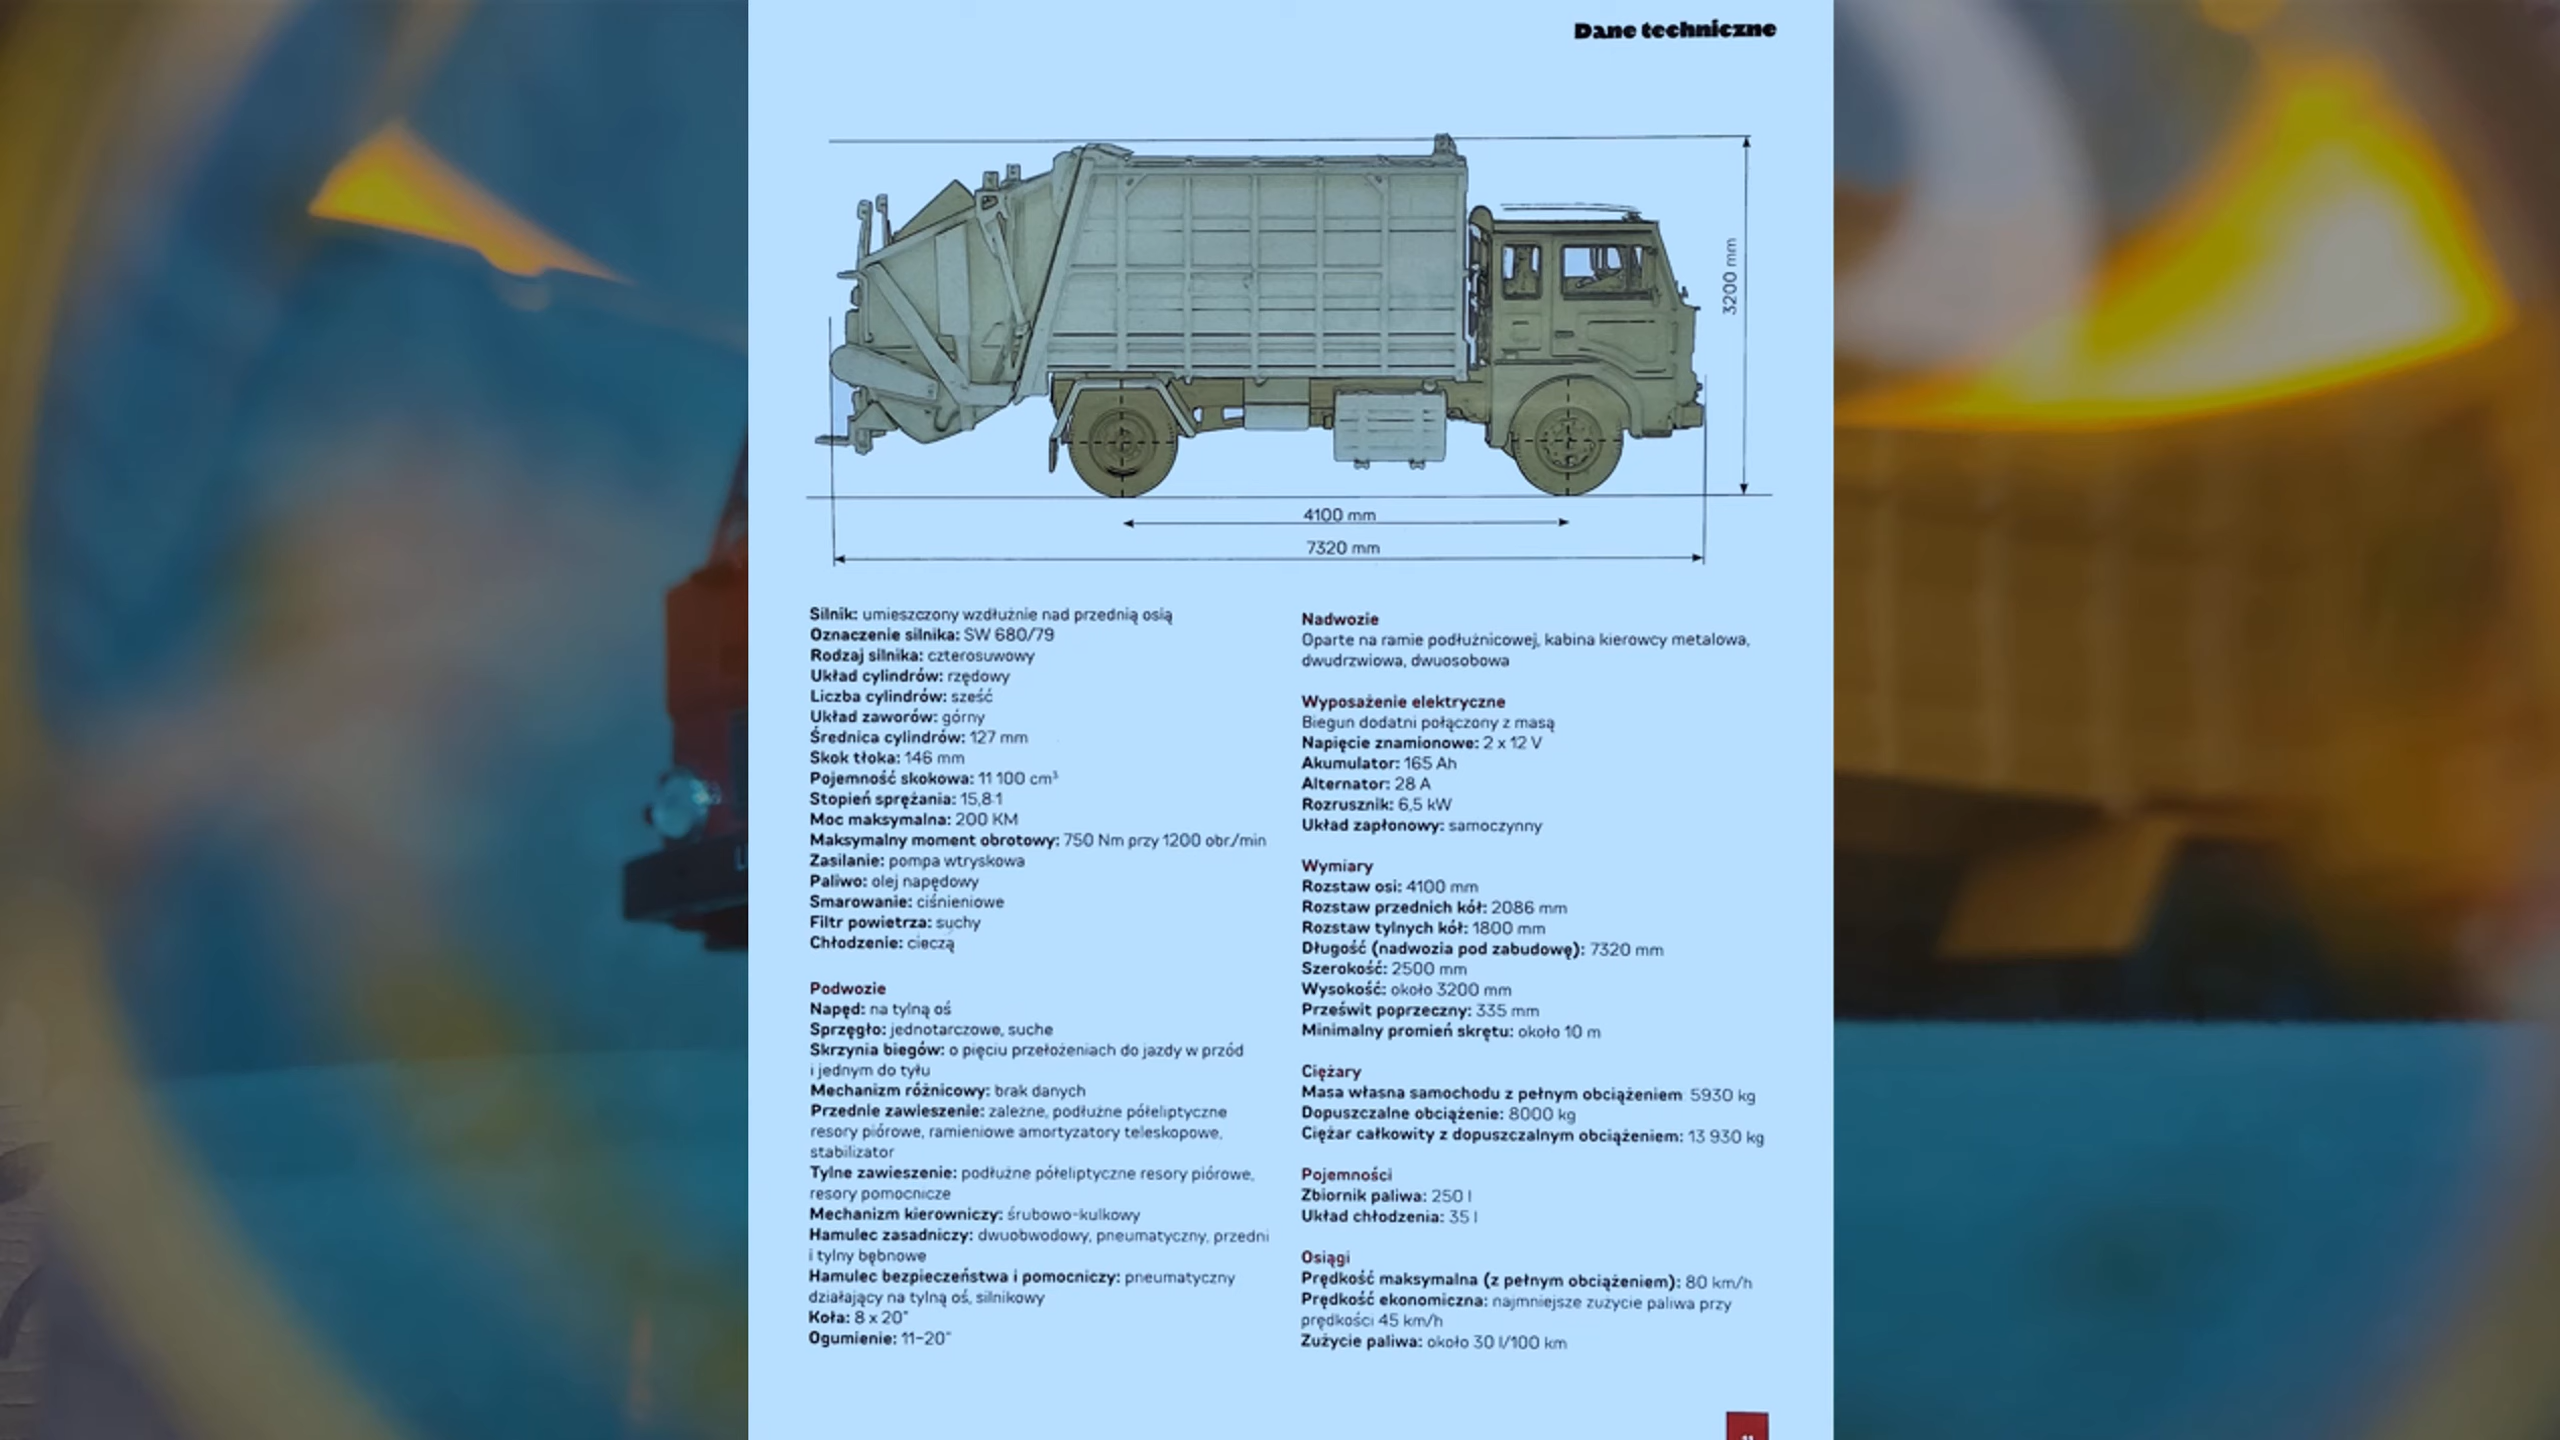 Dane techniczne
3200 mm
4100 mm
7320 mm
Silnik: umieszczony wzdłużnie nad przednią osią
Oznaczenie silnika: SW 680/79
Rodzaj silnika: czterosuwowy
Układ cylindrów: rzędowy
Liczba cylindrów: sześć
Układ zaworów: górny
Średnica cylindrów: 127 mm
Skok tłoka: 146 mm
Pojemność skokowa: 11 100 cm³
Stopień sprężania: 15,8:1
Moc maksymalna: 200 KM
Maksymalny moment obrotowy: 750 Nm przy 1200 obr./min
Zasilanie: pompa wtryskowa
Paliwo: olej napędowy
Smarowanie: ciśnieniowe
Filtr powietrza: suchy
Chłodzenie: cieczą
Podwozie
Napęd: na tylną oś
Sprzęgło: jednotarczowe, suche
Skrzynia biegów: o pięciu przełożeniach do jazdy w przód
i jednym do tyłu
Mechanizm różnicowy: brak danych
Przednie zawieszenie: zależne, podłużne półeliptyczne
resory piórowe, ramieniowe amortyzatory teleskopowe,
stabilizator
Tylne zawieszenie: podłużne półeliptyczne resory piórowe,
resory pomocnicze
Mechanizm kierowniczy: śrubowo-kulkowy
Hamulec zasadniczy: dwuobwodowy, pneumatyczny, przedni
i tylny bębnowe
Hamulec bezpieczeństwa i pomocniczy: pneumatyczny
działający na tylną oś, silnikowy
Koła: 8 x 20"
Ogumienie: 11–20"
Nadwozie
Oparte na ramie podłużnicowej, kabina kierowcy metalowa,
dwudrzwiowa, dwuosobowa
Wyposażenie elektryczne
Biegun dodatni połączony z masą
Napięcie znamionowe: 2 x 12 V
Akumulator: 165 Ah
Alternator: 28 A
Rozrusznik: 6,5 kW
Układ zapłonowy: samoczynny
Wymiary
Rozstaw osi: 4100 mm
Rozstaw przednich kół: 2086 mm
Rozstaw tylnych kół: 1800 mm
Długość (nadwozia pod zabudowę): 7320 mm
Szerokość: 2500 mm
Wysokość: około 3200 mm
Prześwit poprzeczny: 335 mm
Minimalny promień skrętu: około 10 m
Ciężary
Masa własna samochodu z pełnym obciążeniem 5930 kg
Dopuszczalne obciążenie: 8000 kg
Ciężar całkowity z dopuszczalnym obciążeniem: 13 930 kg
Pojemności
Zbiornik paliwa: 250 l
Układ chłodzenia: 35 l
Osiągi
Prędkość maksymalna (z pełnym obciążeniem): 80 km/h
Prędkość ekonomiczna: najmniejsze zużycie paliwa przy
prędkości 45 km/h
Zużycie paliwa: około 30 l/100 km